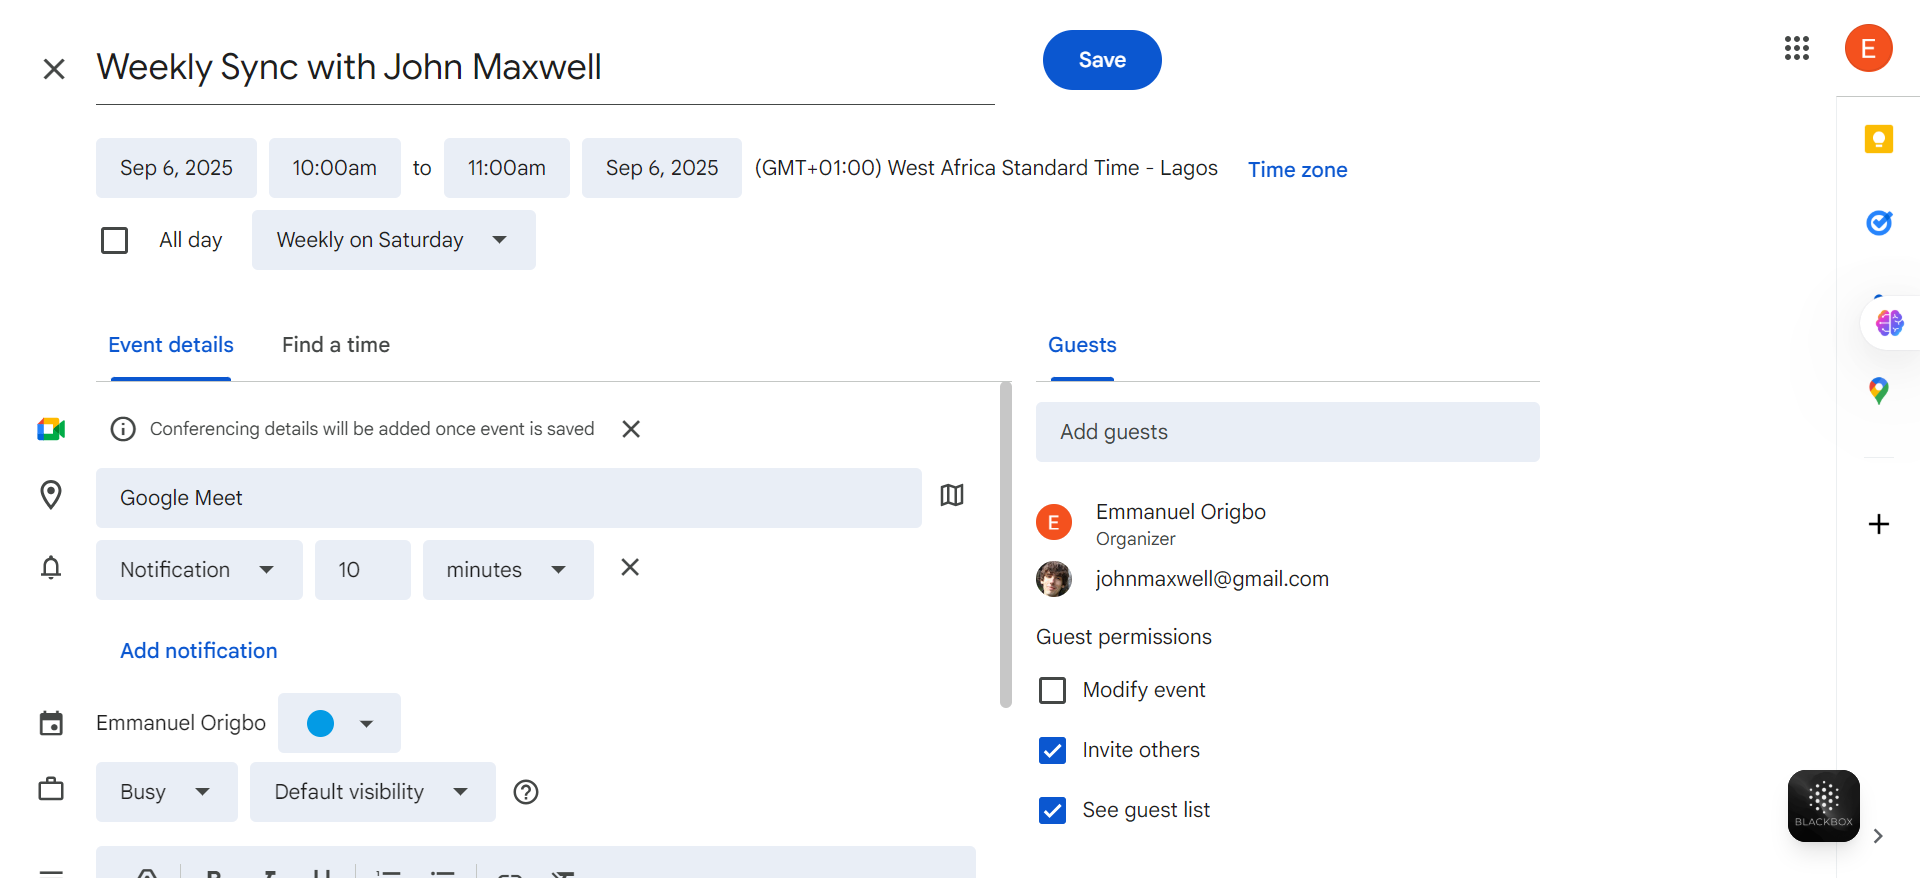 Weekly Sync with John Maxwell
Save
E
Sep 6, 2025 10:00am to 11:00am Sep 6, 2025 (GMT+01:00) West Africa Standard Time - Lagos Time zone
All day Weekly on Saturday
Event details Find a time
Conferencing details will be added once event is saved
Google Meet
Notification 10 minutes
Add notification
Emmanuel Origbo
Busy Default visibility
Guests
Add guests
E Emmanuel Origbo
Organizer
johnmaxwell@gmail.com
Guest permissions
Modify event
Invite others
See guest list
BLACKBOX